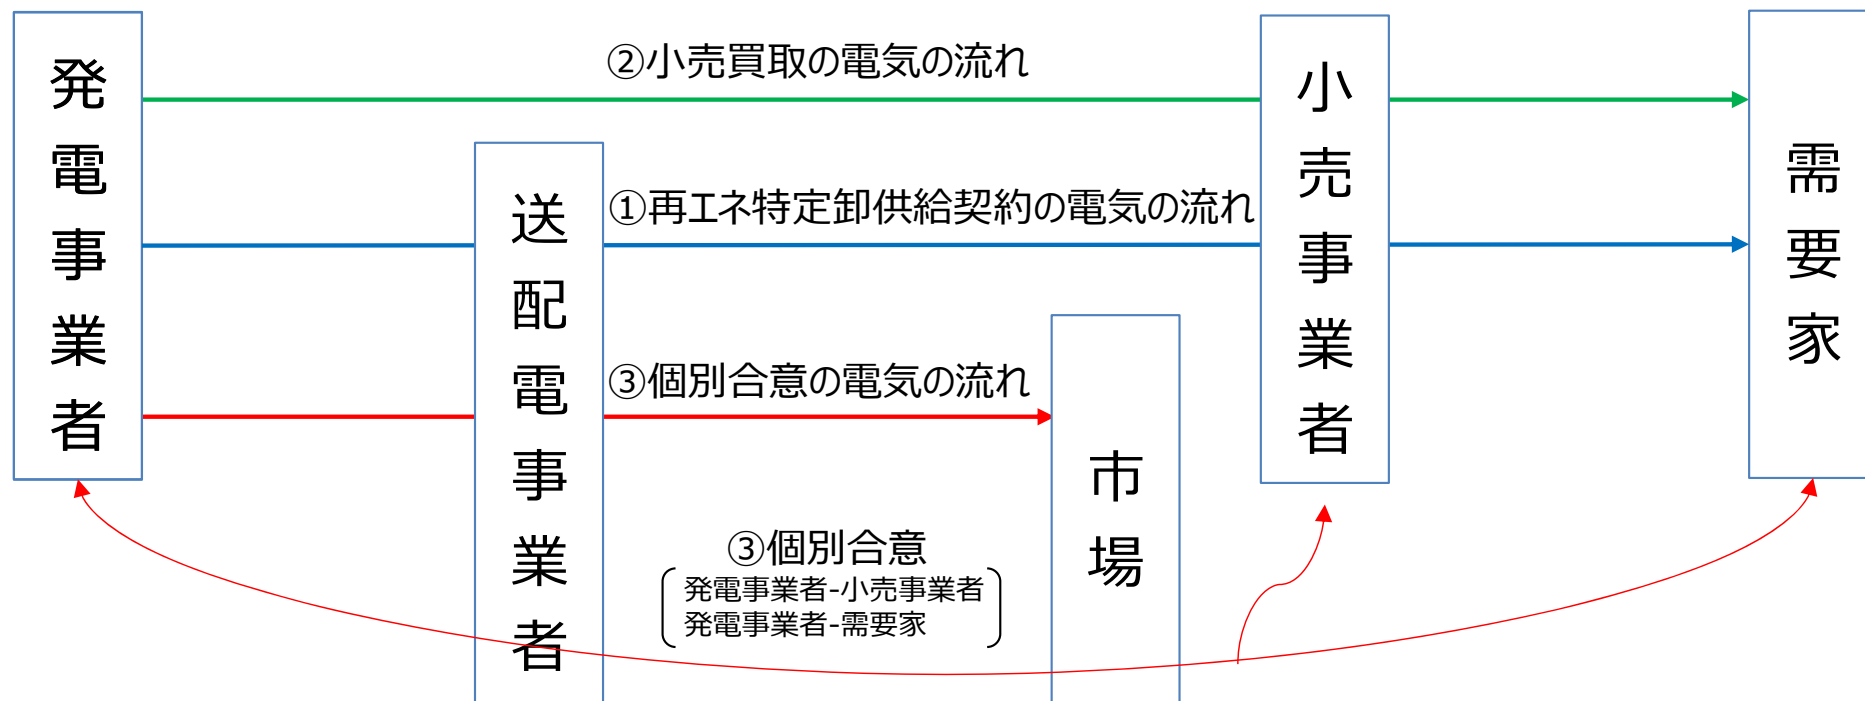 発電事業者
②小売買取の電気の流れ
小売事業者
需要家
送配電事業者
①再エネ特定卸供給契約の電気の流れ
③個別合意の電気の流れ
市場
③個別合意
発電事業者-小売事業者
発電事業者-需要家